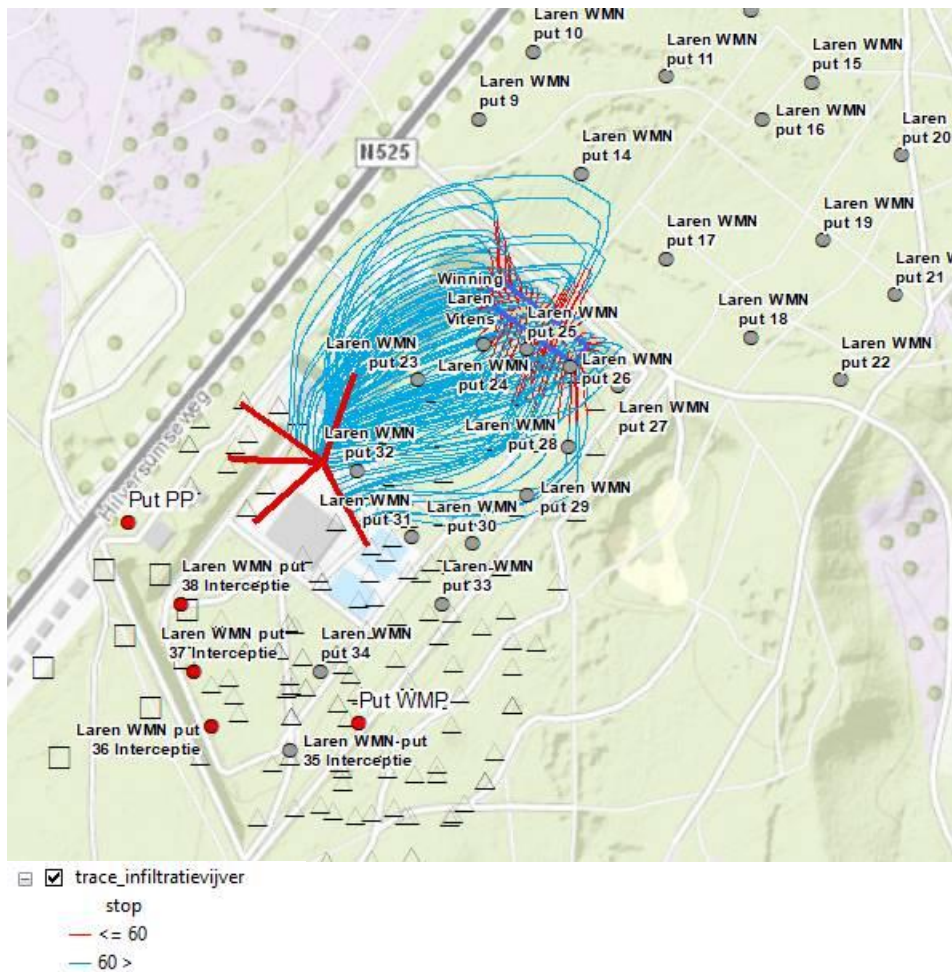 Laren WMN
put 10
Laren WMN
put 11
Laren WMN
put 15
Laren WMN
put 9
Laren WMN
put 16
Laren
put 20
N525
Laren WMN
put 14
Laren WMN
put 17
Laren WMN
put 19
Laren W
put 21
Winning
Laren
Vitens
Laren WMN
put 25
Laren WMN
put 18
Laren WMN
put 23
Laren WMN
put 24
Laren WMN
put 26
Laren WMN
put 22
Laren WMN
put 27
Hilversumseweg
Laren WMN
put 32
Laren WMN
put 28
Laren WMN
put 29
Put PP
Laren WMN
put 31
Laren WMN
put 30
Laren WMN put
38 Interceptie
Laren WMN
put 33
Laren WMN put
37 Interceptie
Laren WMN
put 34
Put WMP
Laren WMN put
36 Interceptie
Laren WMN-put
35 Interceptie
trace_infiltratievijver
stop
<= 60
60 >